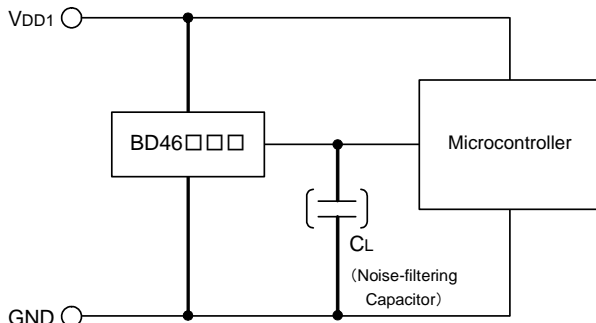 VDD1
BD46□□□
Microcontroller
CL
（Noise-filtering
Capacitor）
GND